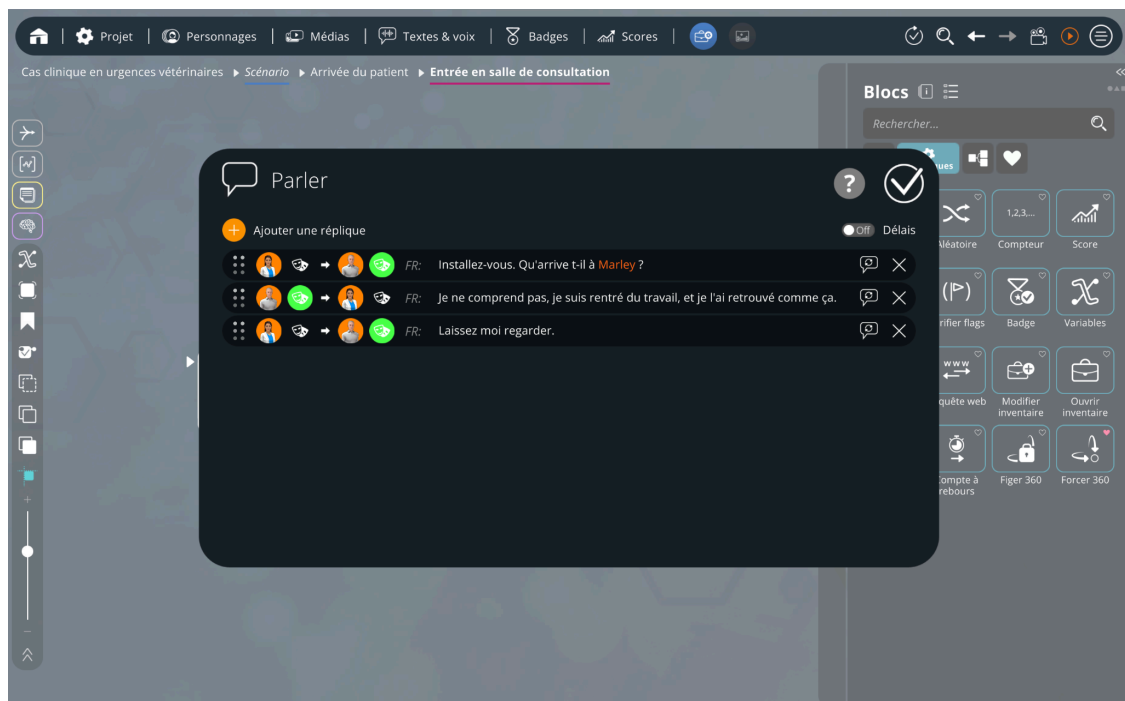 Projet | Personnages | Médias | Textes & voix | Badges | Scores
Cas clinique en urgences vétérinaires ▸ Scénario ▸ Arrivée du patient ▸ Entrée en salle de consultation
Blocs
Rechercher...
ues
Parler
?
Ajouter une réplique
Off Délais
FR: Installez-vous. Qu'arrive t-il à Marley ?
FR: Je ne comprend pas, je suis rentré du travail, et je l'ai retrouvé comme ça.
FR: Laissez moi regarder.
1,2,3,...
Aléatoire Compteur Score
rifier flags Badge Variables
www
quête web Modifier inventaire Ouvrir inventaire
Compte à rebours Figer 360 Forcer 360